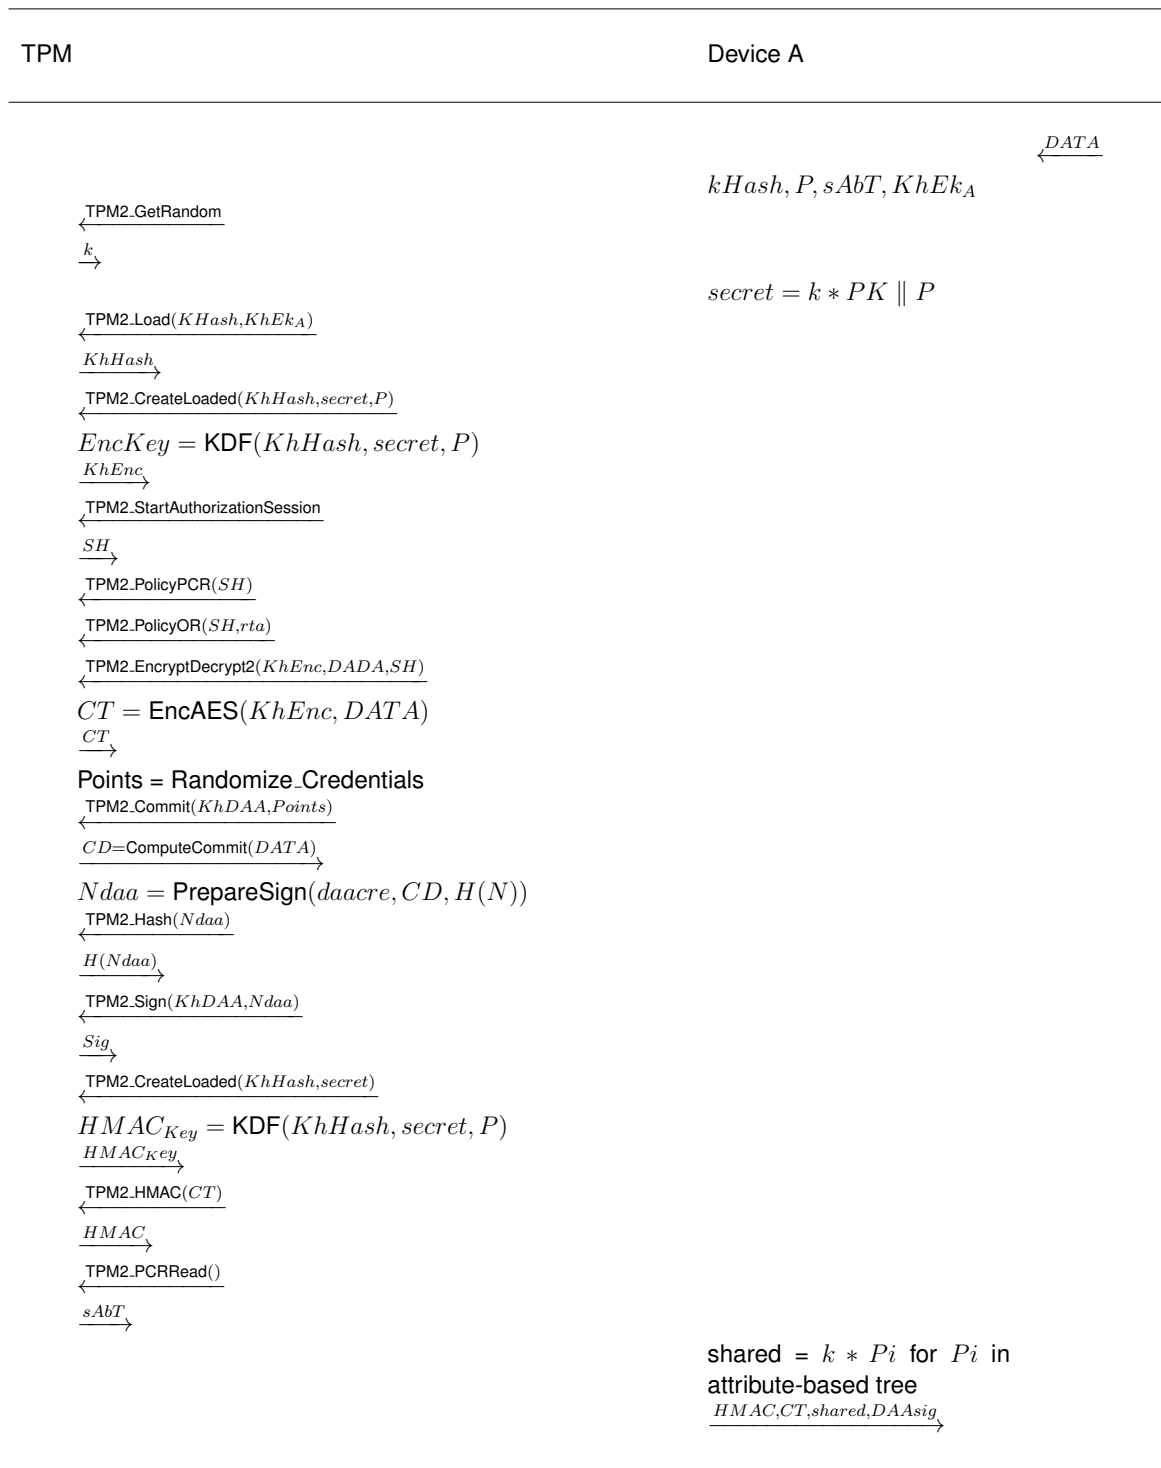 TPM Device A
DATA
kHash, P, sAbT, KhEk_A
TPM2_GetRandom
k
secret = k * PK ∥ P
TPM2_Load(KHash,KhEk_A)
KhHash
TPM2_CreateLoaded(KhHash,secret,P)
EncKey = KDF(KhHash, secret, P)
KhEnc
TPM2_StartAuthorizationSession
SH
TPM2_PolicyPCR(SH)
TPM2_PolicyOR(SH,rta)
TPM2_EncryptDecrypt2(KhEnc,DADA,SH)
CT = EncAES(KhEnc, DATA)
CT
Points = Randomize_Credentials
TPM2_Commit(KhDAA,Points)
CD=ComputeCommit(DATA)
Ndaa = PrepareSign(daacre, CD, H(N))
TPM2_Hash(Ndaa)
H(Ndaa)
TPM2_Sign(KhDAA,Ndaa)
Sig
TPM2_CreateLoaded(KhHash,secret)
HMAC_Key = KDF(KhHash, secret, P)
HMAC_Key
TPM2_HMAC(CT)
HMAC
TPM2_PCRRead()
sAbT
shared = k * Pi for Pi in
attribute-based tree
HMAC,CT,shared,DAAsig